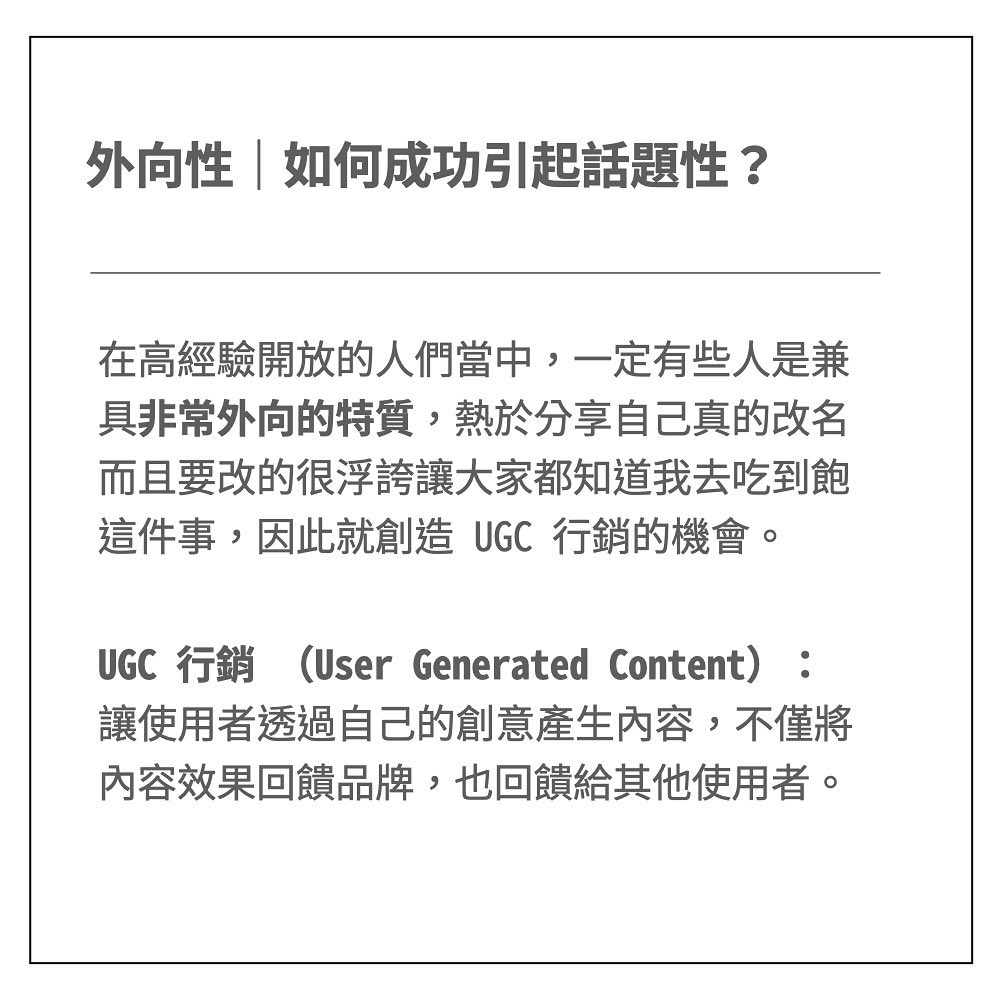 外向性｜如何成功引起話題性？
在高經驗開放的人們當中，一定有些人是兼
具非常外向的特質，熱於分享自己真的改名
而且要改的很浮誇讓大家都知道我去吃到飽
這件事，因此就創造 UGC 行銷的機會。
UGC 行銷 （User Generated Content）：
讓使用者透過自己的創意產生內容，不僅將
內容效果回饋品牌，也回饋給其他使用者。